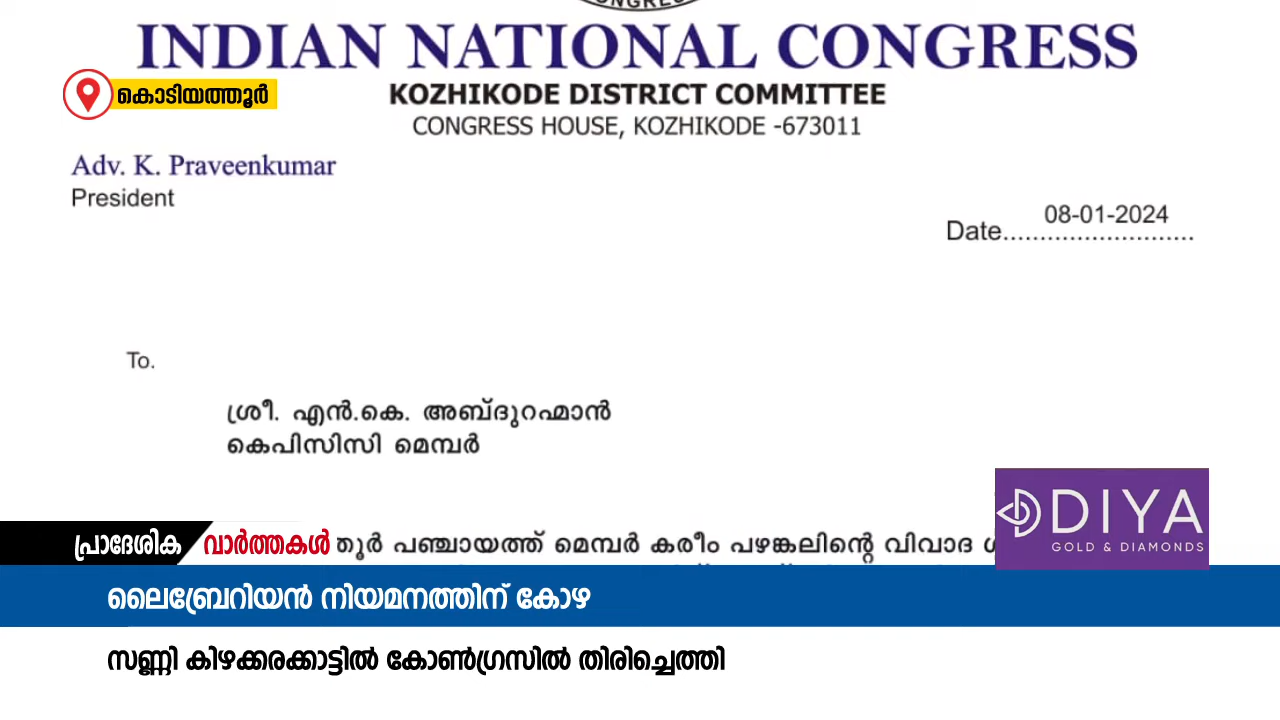 CONGRESS
INDIAN NATIONAL CONGRESS
കൊടിയത്തൂർ
KOZHIKODE DISTRICT COMMITTEE
CONGRESS HOUSE, KOZHIKODE -673011
Adv. K. Praveenkumar
President
08-01-2024
Date..........................
To.
ശ്രീ. എൻ.കെ. അബ്ദുറഹ്മാൻ
കെപിസിസി മെമ്പർ
DIYA
GOLD & DIAMONDS
പ്രാദേശിക വാർത്തകൾ
തൂർ പഞ്ചായത്ത് മെമ്പർ കരീം പഴങ്കലിന്റെ വിവാദ
ലൈബ്രേറിയൻ നിയമനത്തിന് കോഴ
സണ്ണി കിഴക്കരക്കാട്ടിൽ കോൺഗ്രസിൽ തിരിച്ചെത്തി